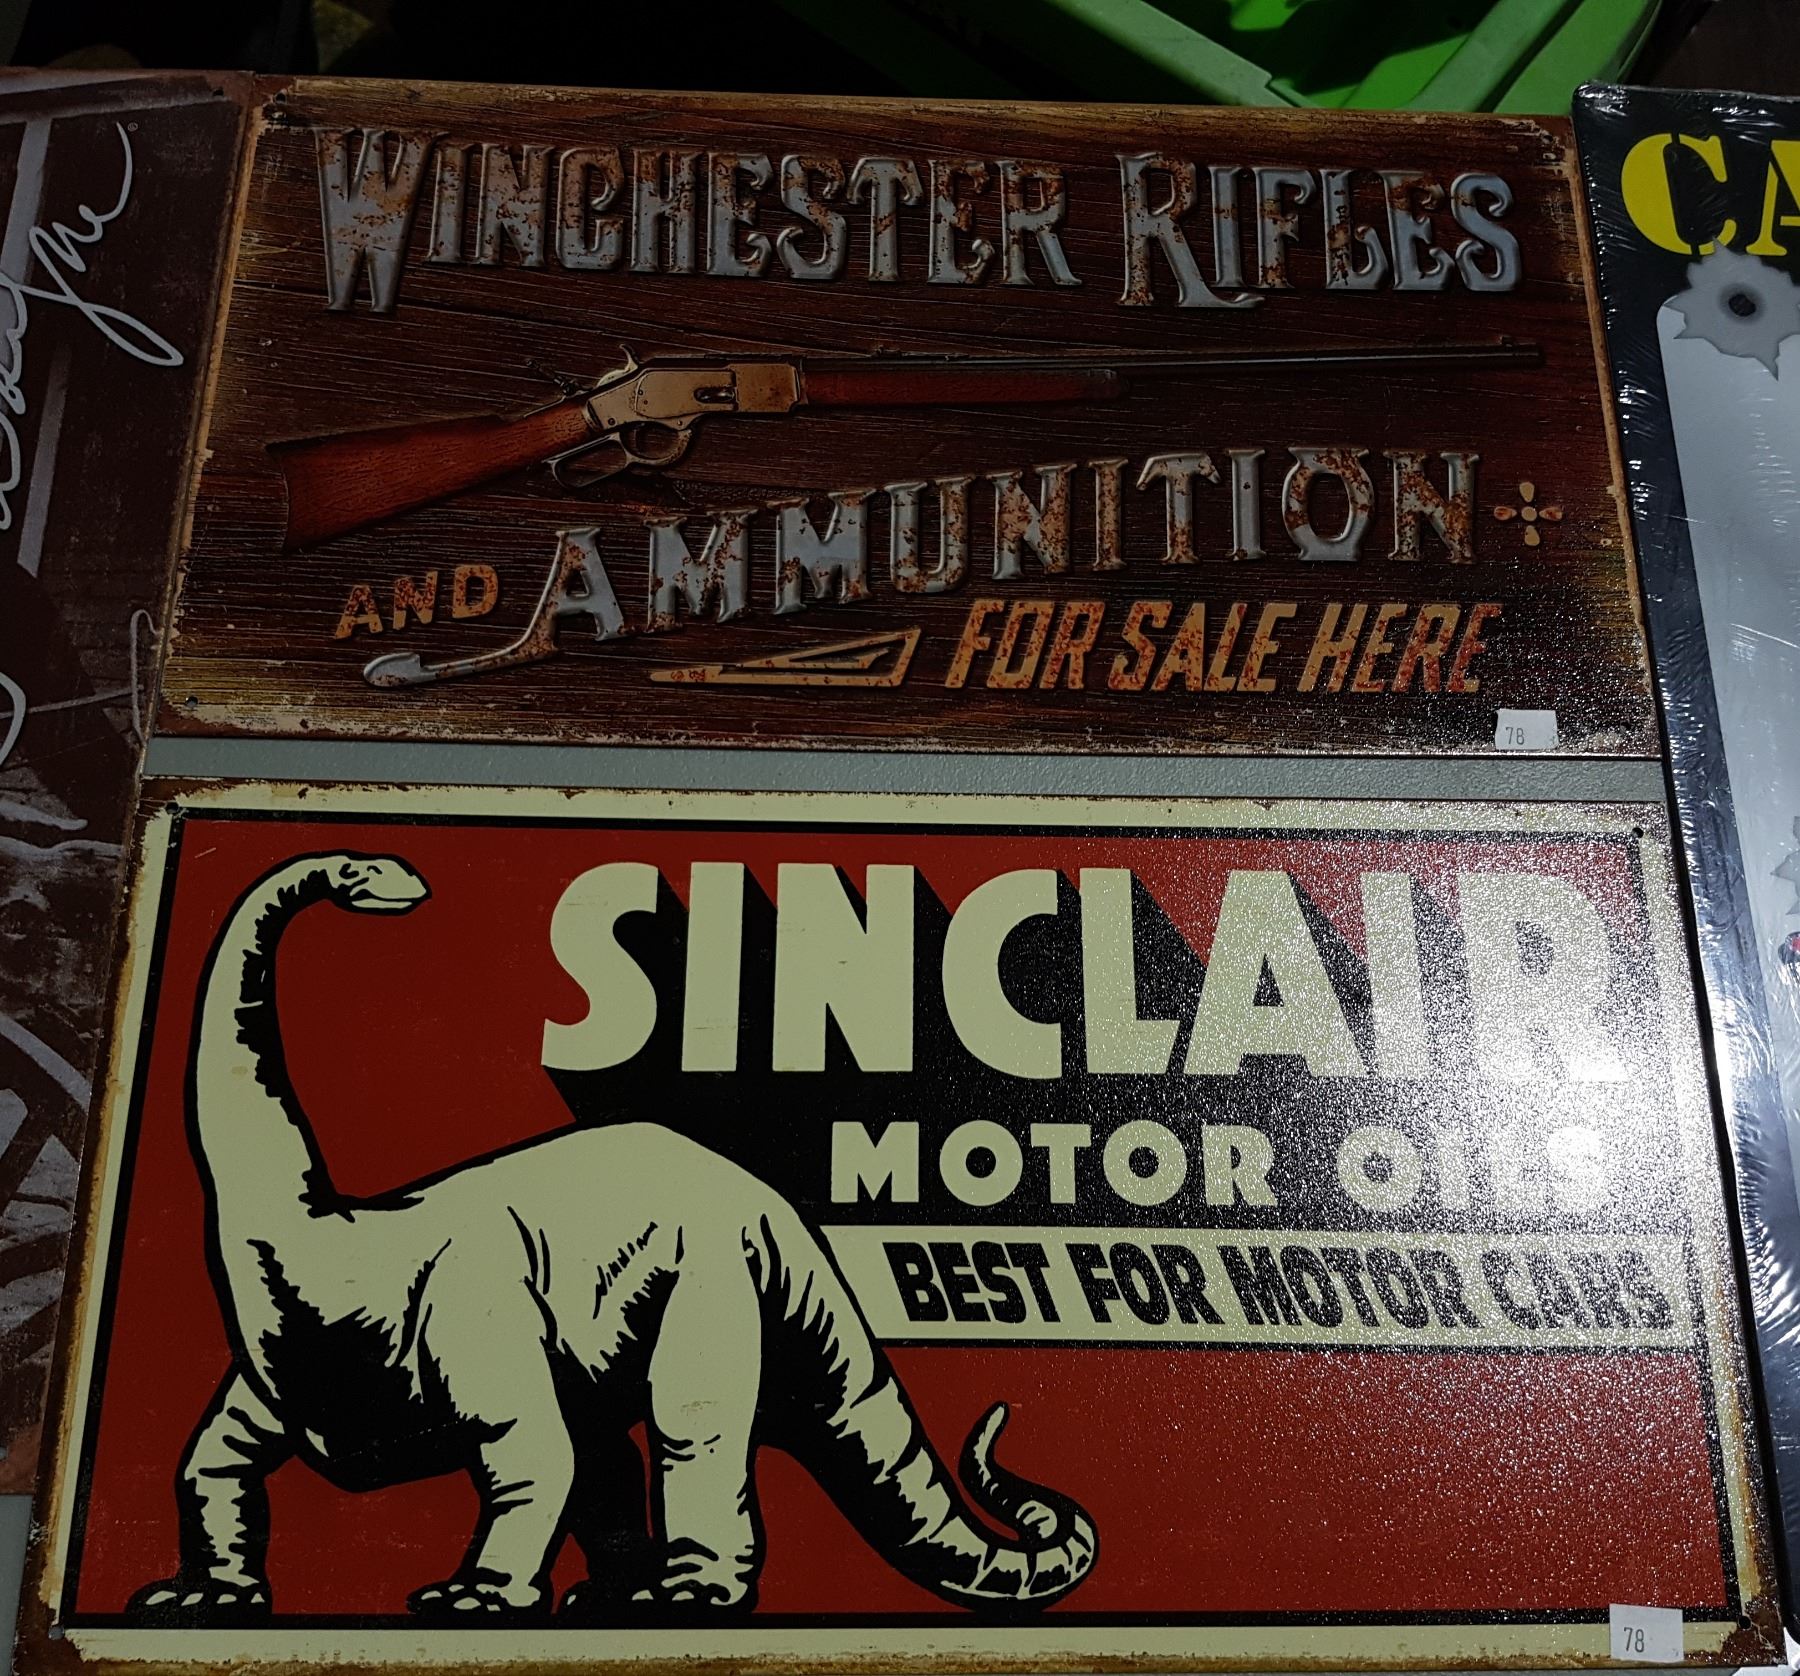 WINCHESTER RIFLES
AND AMMUNITION
FOR SALE HERE
78
SINCLAIR
MOTOR OILS
BEST FOR MOTOR CARS
78
CA